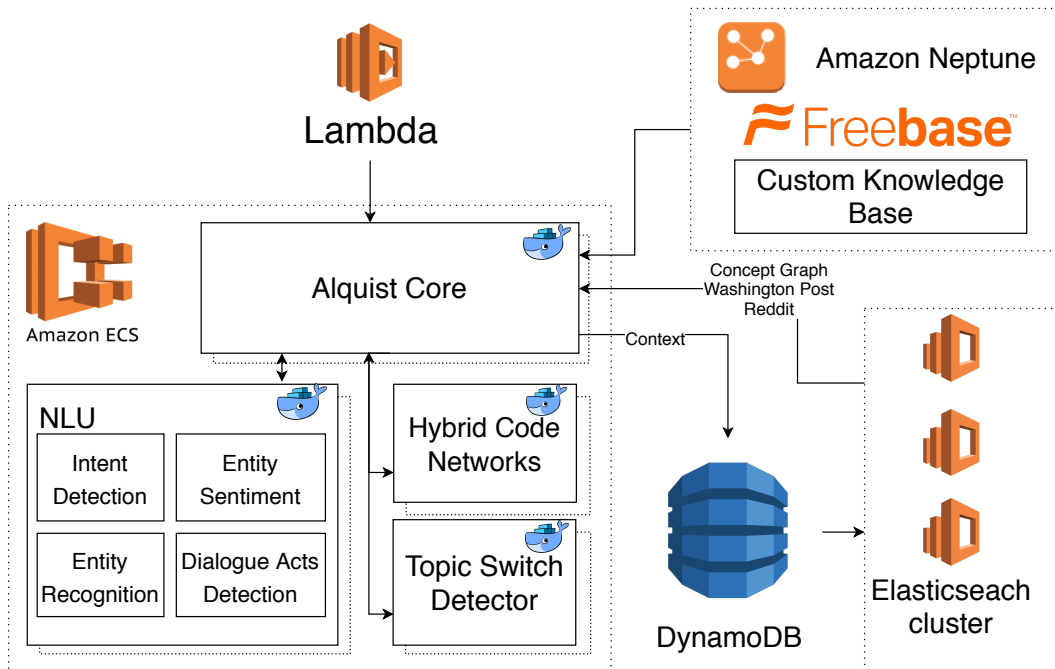 Lambda
Amazon Neptune
Freebase™
Custom Knowledge
Base
Amazon ECS
Alquist Core
Concept Graph
Washington Post
Reddit
Context
NLU
Intent
Detection
Entity
Sentiment
Entity
Recognition
Dialogue Acts
Detection
Hybrid Code
Networks
Topic Switch
Detector
DynamoDB
Elasticseach
cluster